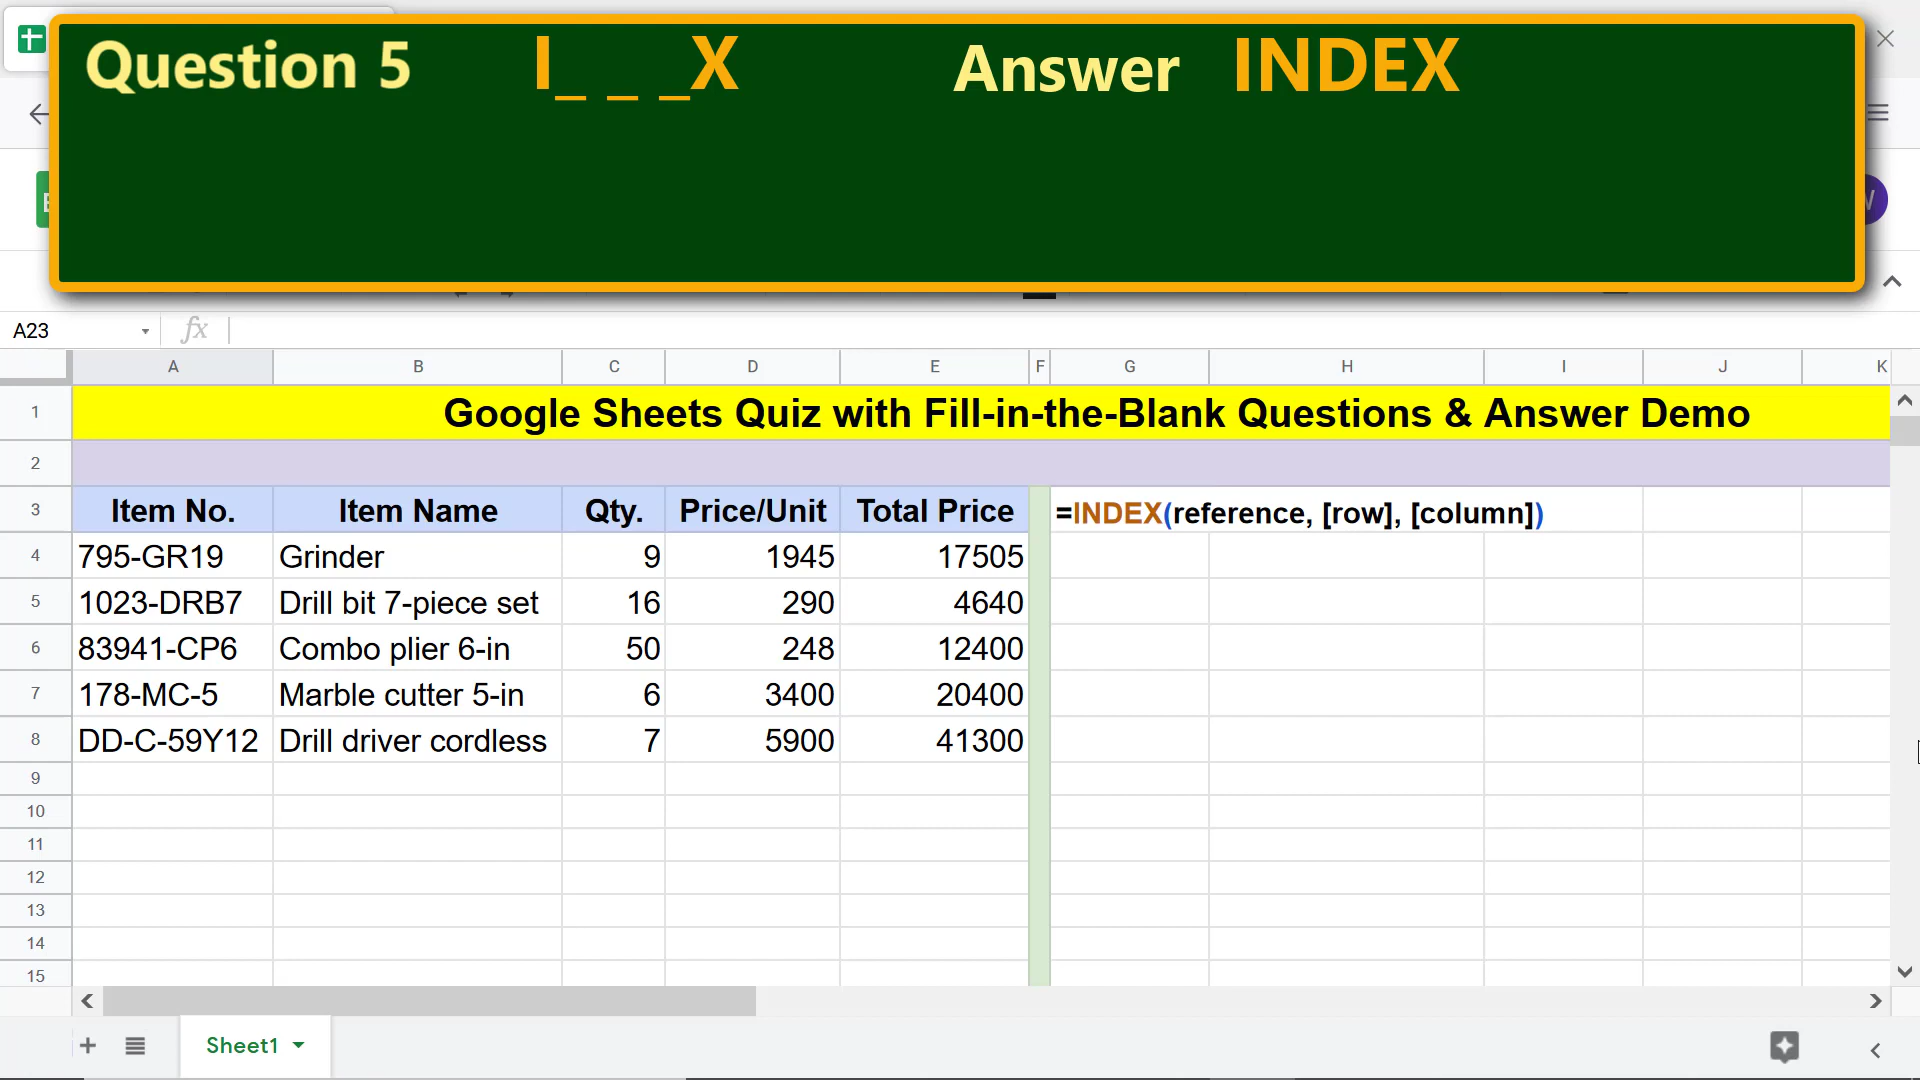 Question 5 I_ _ _X Answer INDEX
A23 fx
A B C D E F G H I J K
1 Google Sheets Quiz with Fill-in-the-Blank Questions & Answer Demo
2
3 Item No. Item Name Qty. Price/Unit Total Price =INDEX(reference, [row], [column])
4 795-GR19 Grinder 9 1945 17505
5 1023-DRB7 Drill bit 7-piece set 16 290 4640
6 83941-CP6 Combo plier 6-in 50 248 12400
7 178-MC-5 Marble cutter 5-in 6 3400 20400
8 DD-C-59Y12 Drill driver cordless 7 5900 41300
9
10
11
12
13
14
15
Sheet1